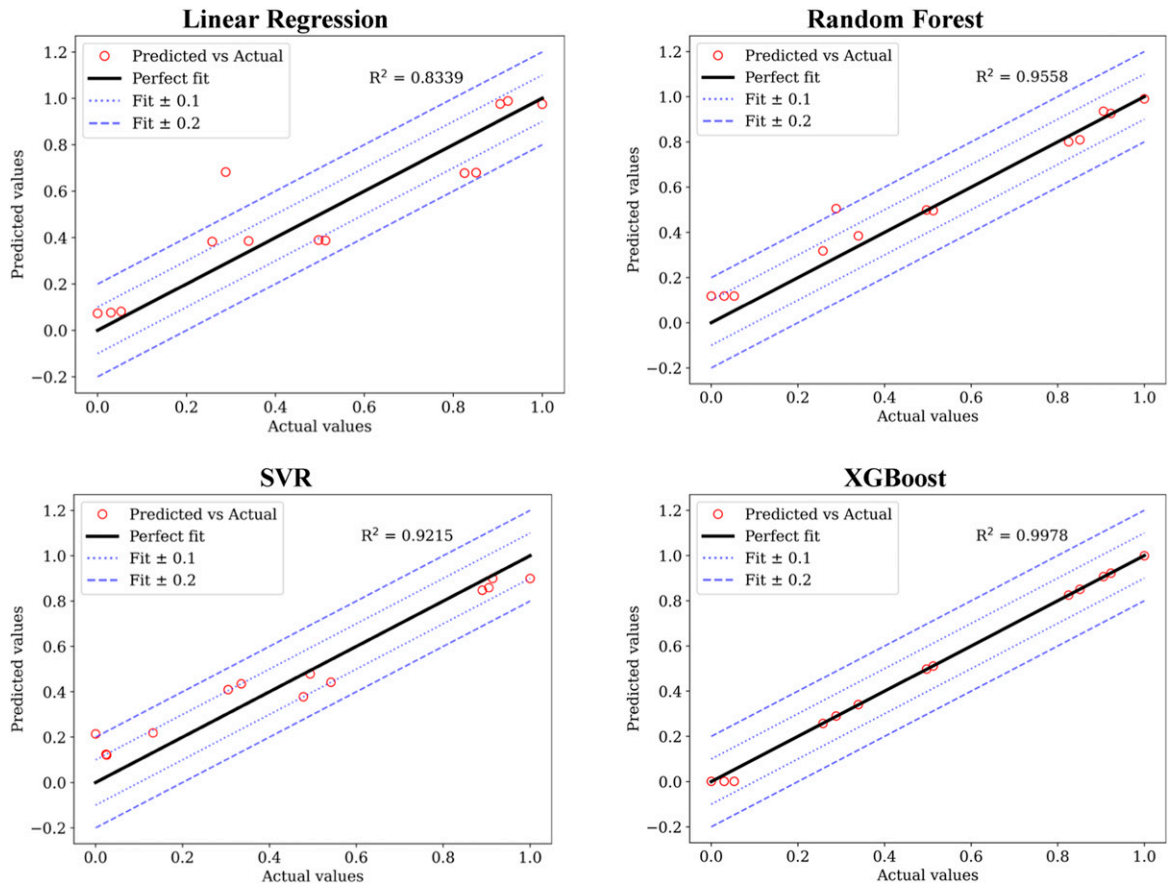 Linear Regression
Predicted vs Actual
Perfect fit
Fit ± 0.1
Fit ± 0.2
R² = 0.8339
1.2
1.0
0.8
0.6
0.4
0.2
0.0
−0.2
Predicted values
0.0 0.2 0.4 0.6 0.8 1.0
Actual values
Random Forest
Predicted vs Actual
Perfect fit
Fit ± 0.1
Fit ± 0.2
R² = 0.9558
1.2
1.0
0.8
0.6
0.4
0.2
0.0
−0.2
Predicted values
0.0 0.2 0.4 0.6 0.8 1.0
Actual values
SVR
Predicted vs Actual
Perfect fit
Fit ± 0.1
Fit ± 0.2
R² = 0.9215
1.2
1.0
0.8
0.6
0.4
0.2
0.0
−0.2
Predicted values
0.0 0.2 0.4 0.6 0.8 1.0
Actual values
XGBoost
Predicted vs Actual
Perfect fit
Fit ± 0.1
Fit ± 0.2
R² = 0.9978
1.2
1.0
0.8
0.6
0.4
0.2
0.0
−0.2
Predicted values
0.0 0.2 0.4 0.6 0.8 1.0
Actual values